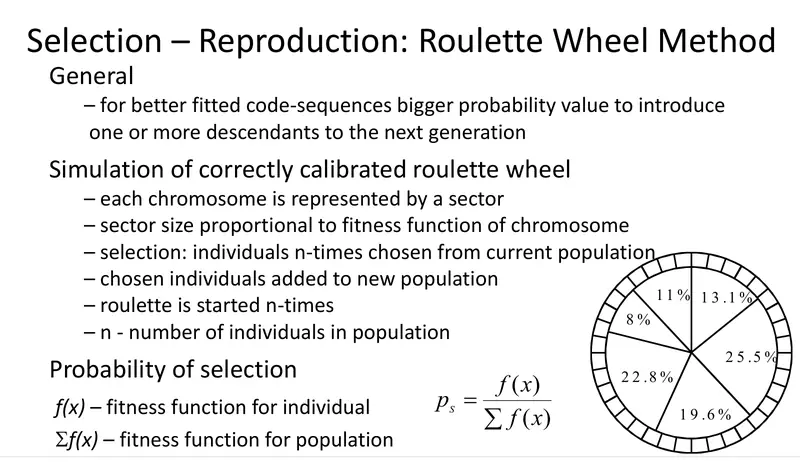 Selection – Reproduction: Roulette Wheel Method
General
– for better fitted code-sequences bigger probability value to introduce
one or more descendants to the next generation
Simulation of correctly calibrated roulette wheel
– each chromosome is represented by a sector
– sector size proportional to fitness function of chromosome
– selection: individuals n-times chosen from current population
– chosen individuals added to new population
– roulette is started n-times
– n - number of individuals in population
11% 13.1%
8%
25.5%
22.8%
19.6%
Probability of selection
f(x) – fitness function for individual
Σf(x) – fitness function for population
p_s = f(x) / Σ f(x)